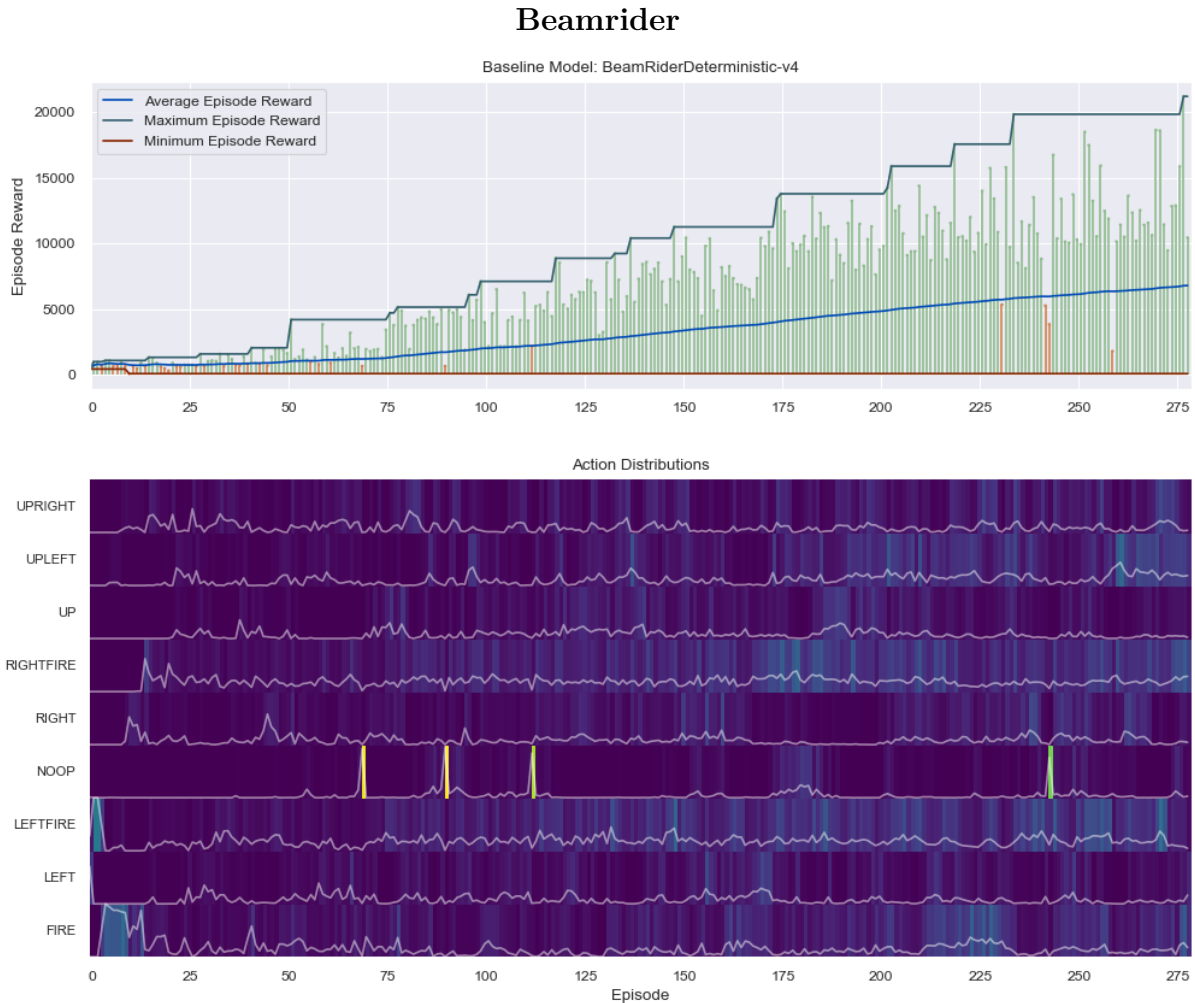 Beamrider
Baseline Model: BeamRiderDeterministic-v4
Average Episode Reward
Maximum Episode Reward
Minimum Episode Reward
Episode Reward
20000
15000
10000
5000
0
0 25 50 75 100 125 150 175 200 225 250 275
Action Distributions
UPRIGHT
UPLEFT
UP
RIGHTFIRE
RIGHT
NOOP
LEFTFIRE
LEFT
FIRE
0 25 50 75 100 125 150 175 200 225 250 275
Episode